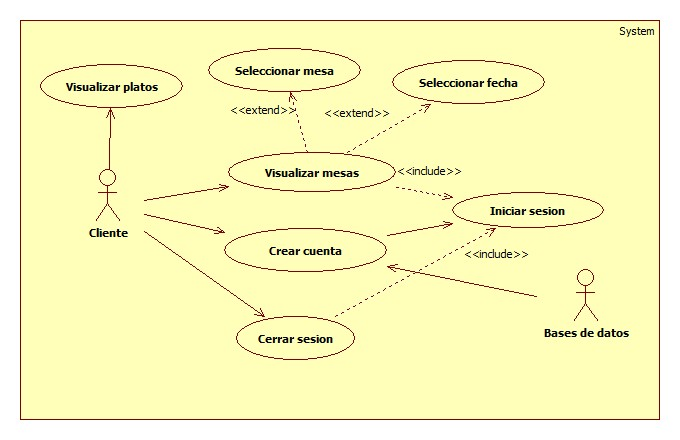 System
Seleccionar mesa
Seleccionar fecha
Visualizar platos
<<extend>>
<<extend>>
Visualizar mesas
<<include>>
Iniciar sesion
Cliente
Crear cuenta
<<include>>
Bases de datos
Cerrar sesion